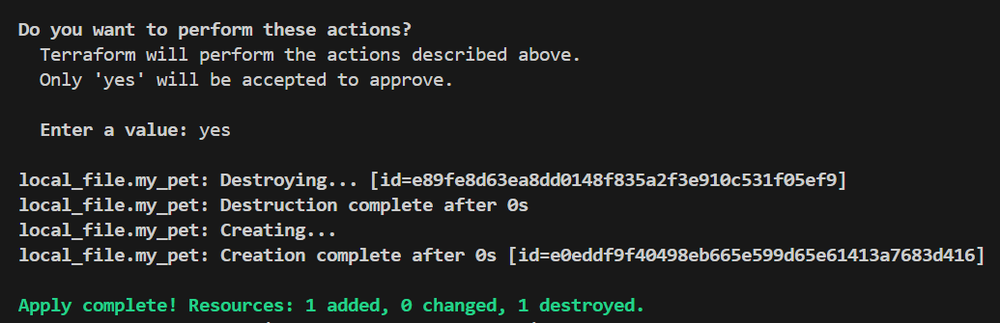 Do you want to perform these actions?
Terraform will perform the actions described above.
Only 'yes' will be accepted to approve.
Enter a value: yes
local_file.my_pet: Destroying... [id=e89fe8d63ea8dd0148f835a2f3e910c531f05ef9]
local_file.my_pet: Destruction complete after 0s
local_file.my_pet: Creating...
local_file.my_pet: Creation complete after 0s [id=e0eddf9f40498eb665e599d65e61413a7683d416]
Apply complete! Resources: 1 added, 0 changed, 1 destroyed.